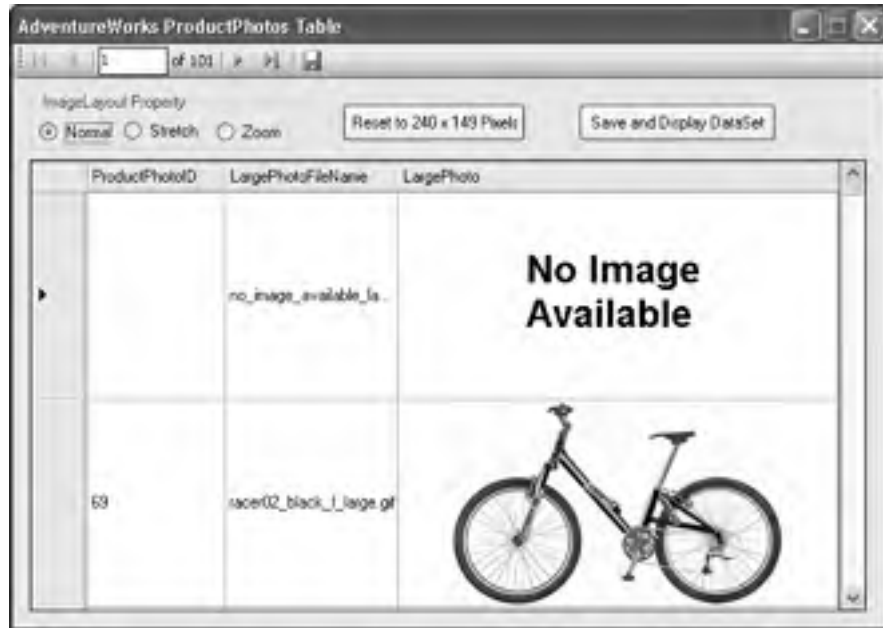 AdventureWorks ProductPhotos Table
1 of 101
ImageLayout Property
Normal Stretch Zoom
Reset to 240 x 149 Pixels
Save and Display DataSet
ProductPhotoID LargePhotoFileName LargePhoto
no_image_available_la...
No Image
Available
69 racer02_black_f_large.gif